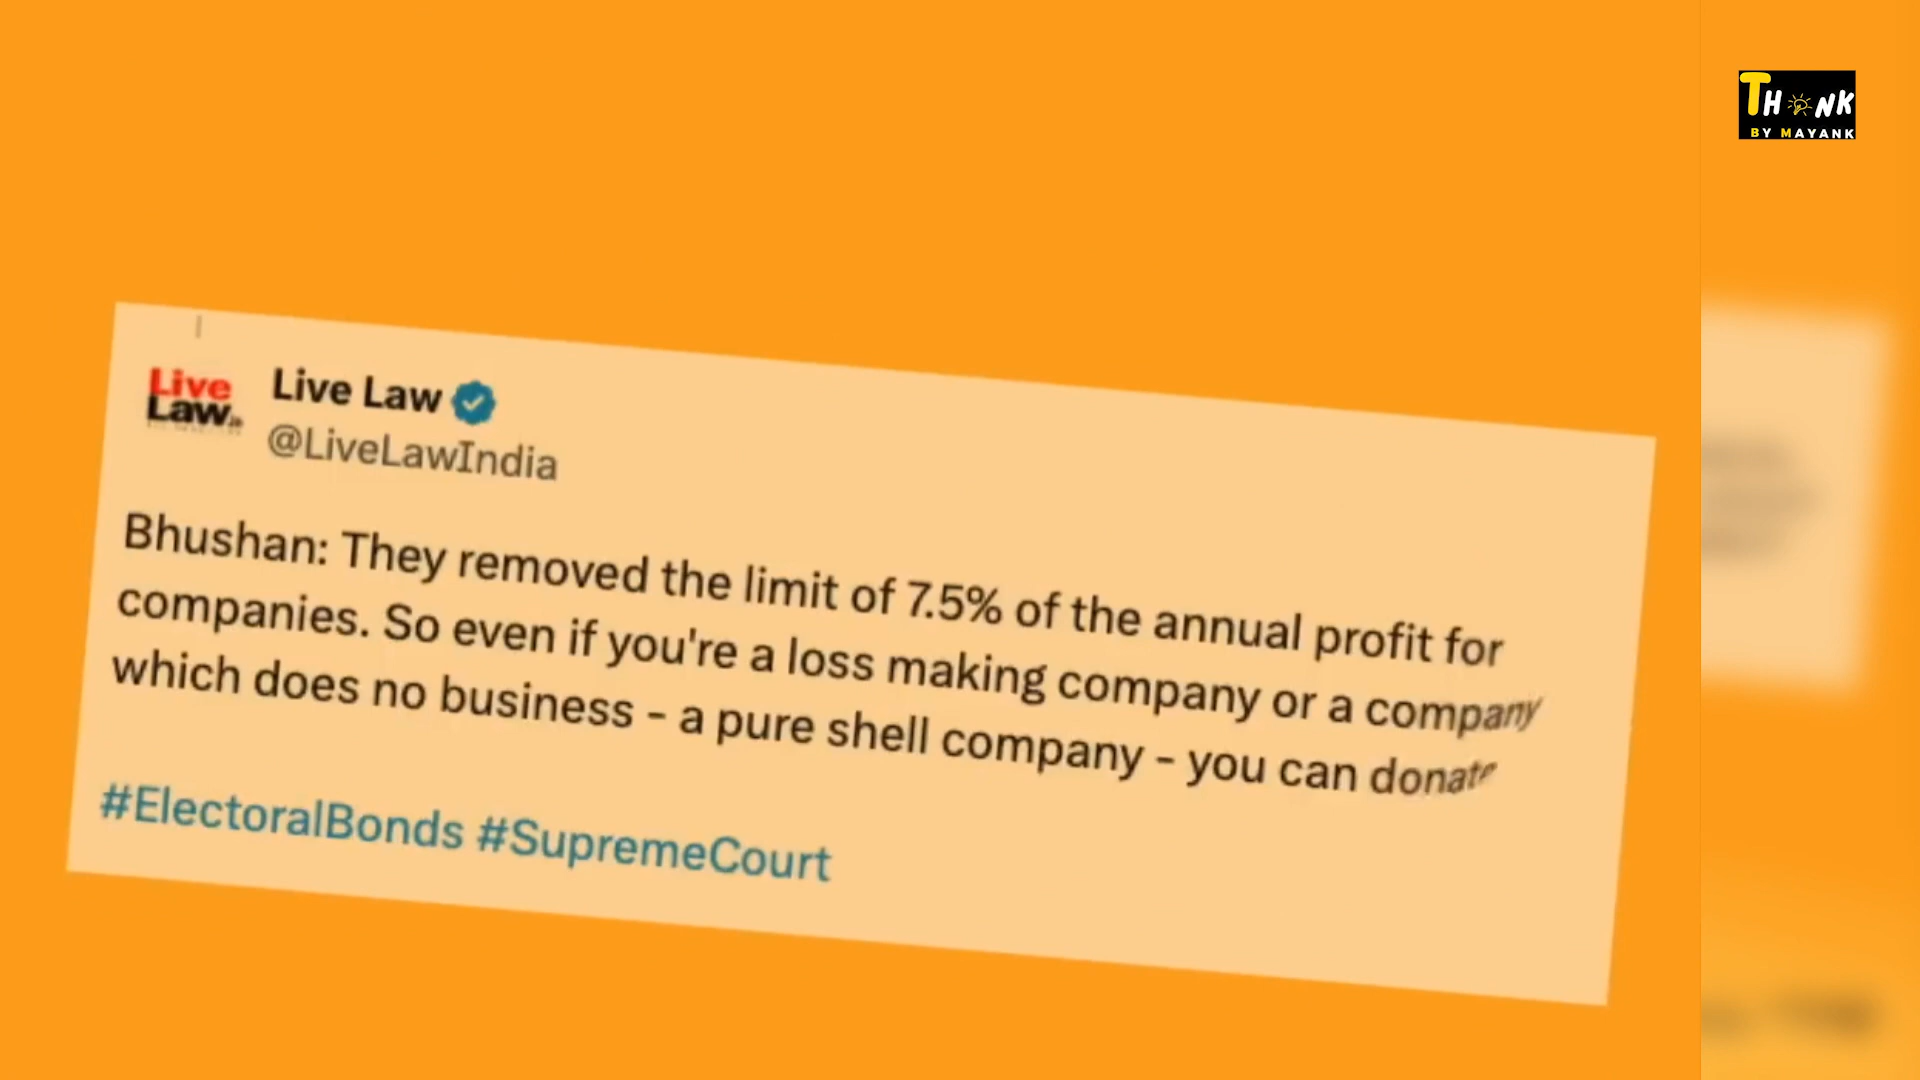 THINK
BY MAYANK
Live Law
Live Law
@LiveLawIndia
Bhushan: They removed the limit of 7.5% of the annual profit for
companies. So even if you're a loss making company or a company
which does no business - a pure shell company - you can donate
#ElectoralBonds #SupremeCourt